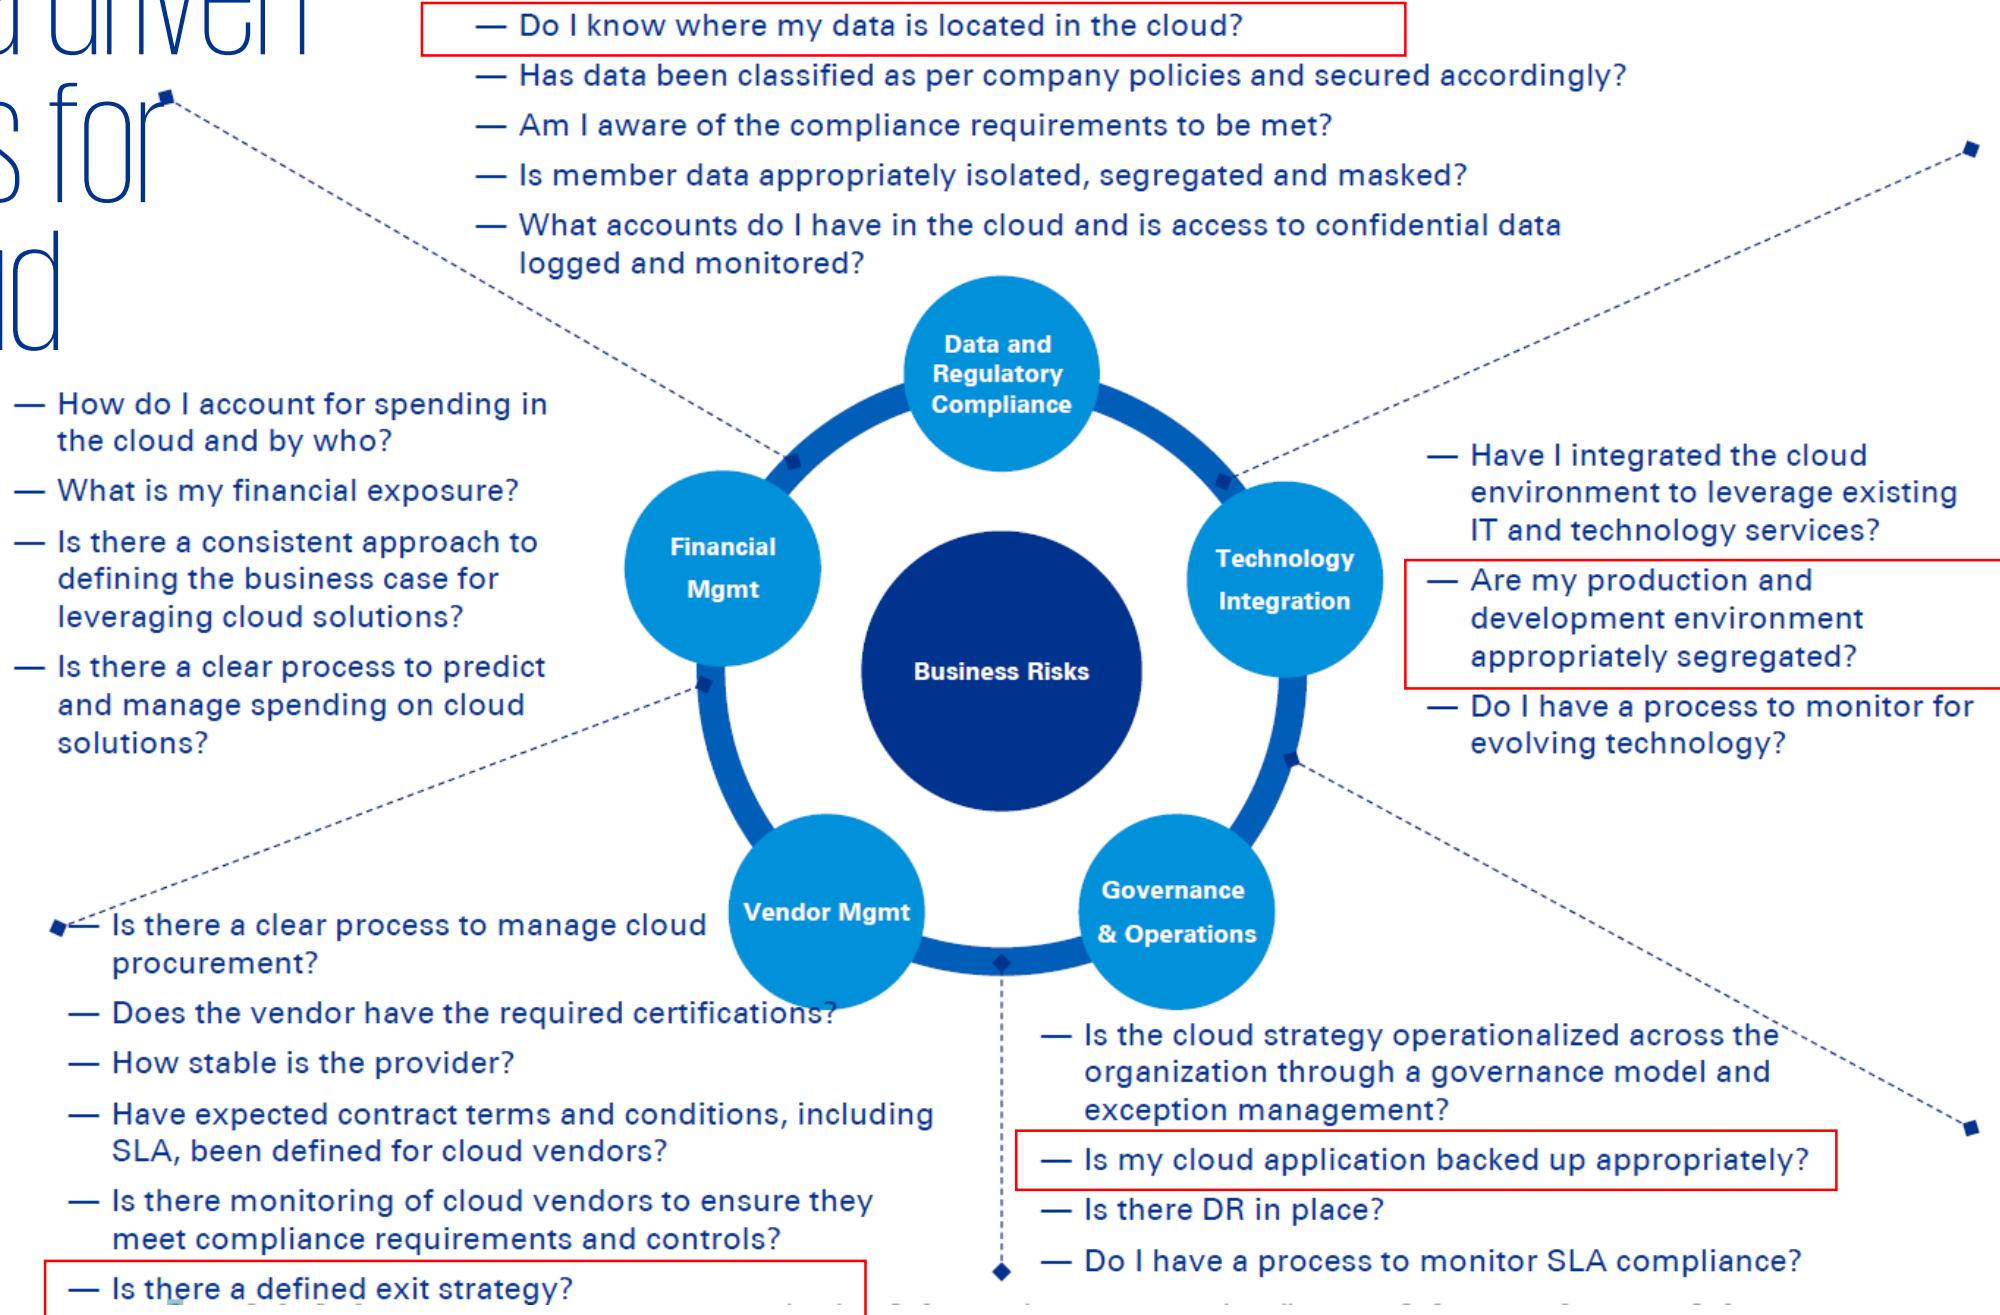 driven
s for
— Do I know where my data is located in the cloud?
— Has data been classified as per company policies and secured accordingly?
— Am I aware of the compliance requirements to be met?
— Is member data appropriately isolated, segregated and masked?
— What accounts do I have in the cloud and is access to confidential data
logged and monitored?
Data and
Regulatory
Compliance
— How do I account for spending in
the cloud and by who?
— What is my financial exposure?
— Is there a consistent approach to
defining the business case for
leveraging cloud solutions?
— Is there a clear process to predict
and manage spending on cloud
solutions?
Financial
Mgmt
Business Risks
Technology
Integration
— Have I integrated the cloud
environment to leverage existing
IT and technology services?
— Are my production and
development environment
appropriately segregated?
— Do I have a process to monitor for
evolving technology?
Vendor Mgmt
Governance
& Operations
— Is there a clear process to manage cloud
procurement?
— Does the vendor have the required certifications?
— How stable is the provider?
— Have expected contract terms and conditions, including
SLA, been defined for cloud vendors?
— Is there monitoring of cloud vendors to ensure they
meet compliance requirements and controls?
— Is there a defined exit strategy?
— Is the cloud strategy operationalized across the
organization through a governance model and
exception management?
— Is my cloud application backed up appropriately?
— Is there DR in place?
— Do I have a process to monitor SLA compliance?